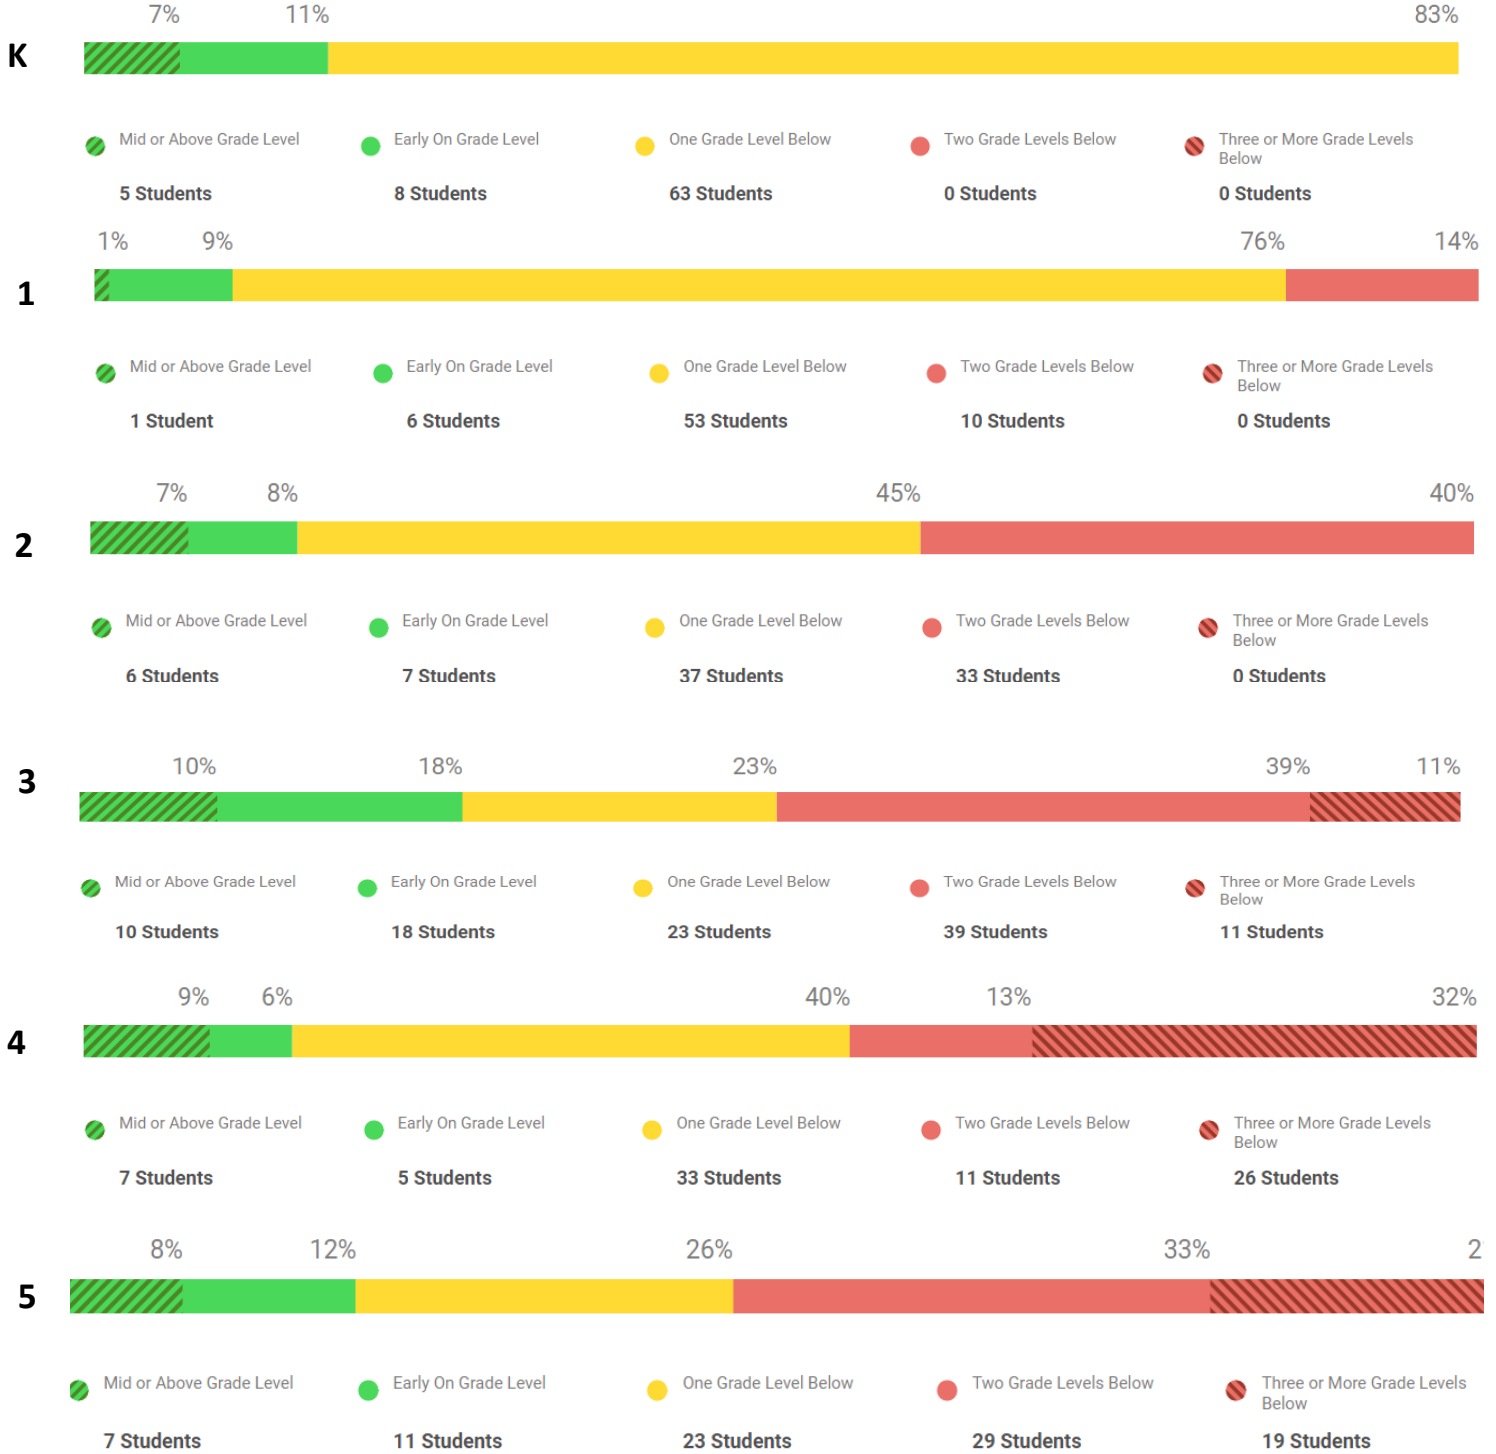 7% 11% 83%
K
Mid or Above Grade Level Early On Grade Level One Grade Level Below Two Grade Levels Below Three or More Grade Levels
Below
5 Students 8 Students 63 Students 0 Students 0 Students
1% 9% 76% 14%
1
Mid or Above Grade Level Early On Grade Level One Grade Level Below Two Grade Levels Below Three or More Grade Levels
Below
1 Student 6 Students 53 Students 10 Students 0 Students
7% 8% 45% 40%
2
Mid or Above Grade Level Early On Grade Level One Grade Level Below Two Grade Levels Below Three or More Grade Levels
Below
6 Students 7 Students 37 Students 33 Students 0 Students
10% 18% 23% 39% 11%
3
Mid or Above Grade Level Early On Grade Level One Grade Level Below Two Grade Levels Below Three or More Grade Levels
Below
10 Students 18 Students 23 Students 39 Students 11 Students
9% 6% 40% 13% 32%
4
Mid or Above Grade Level Early On Grade Level One Grade Level Below Two Grade Levels Below Three or More Grade Levels
Below
7 Students 5 Students 33 Students 11 Students 26 Students
8% 12% 26% 33% 2
5
Mid or Above Grade Level Early On Grade Level One Grade Level Below Two Grade Levels Below Three or More Grade Levels
Below
7 Students 11 Students 23 Students 29 Students 19 Students